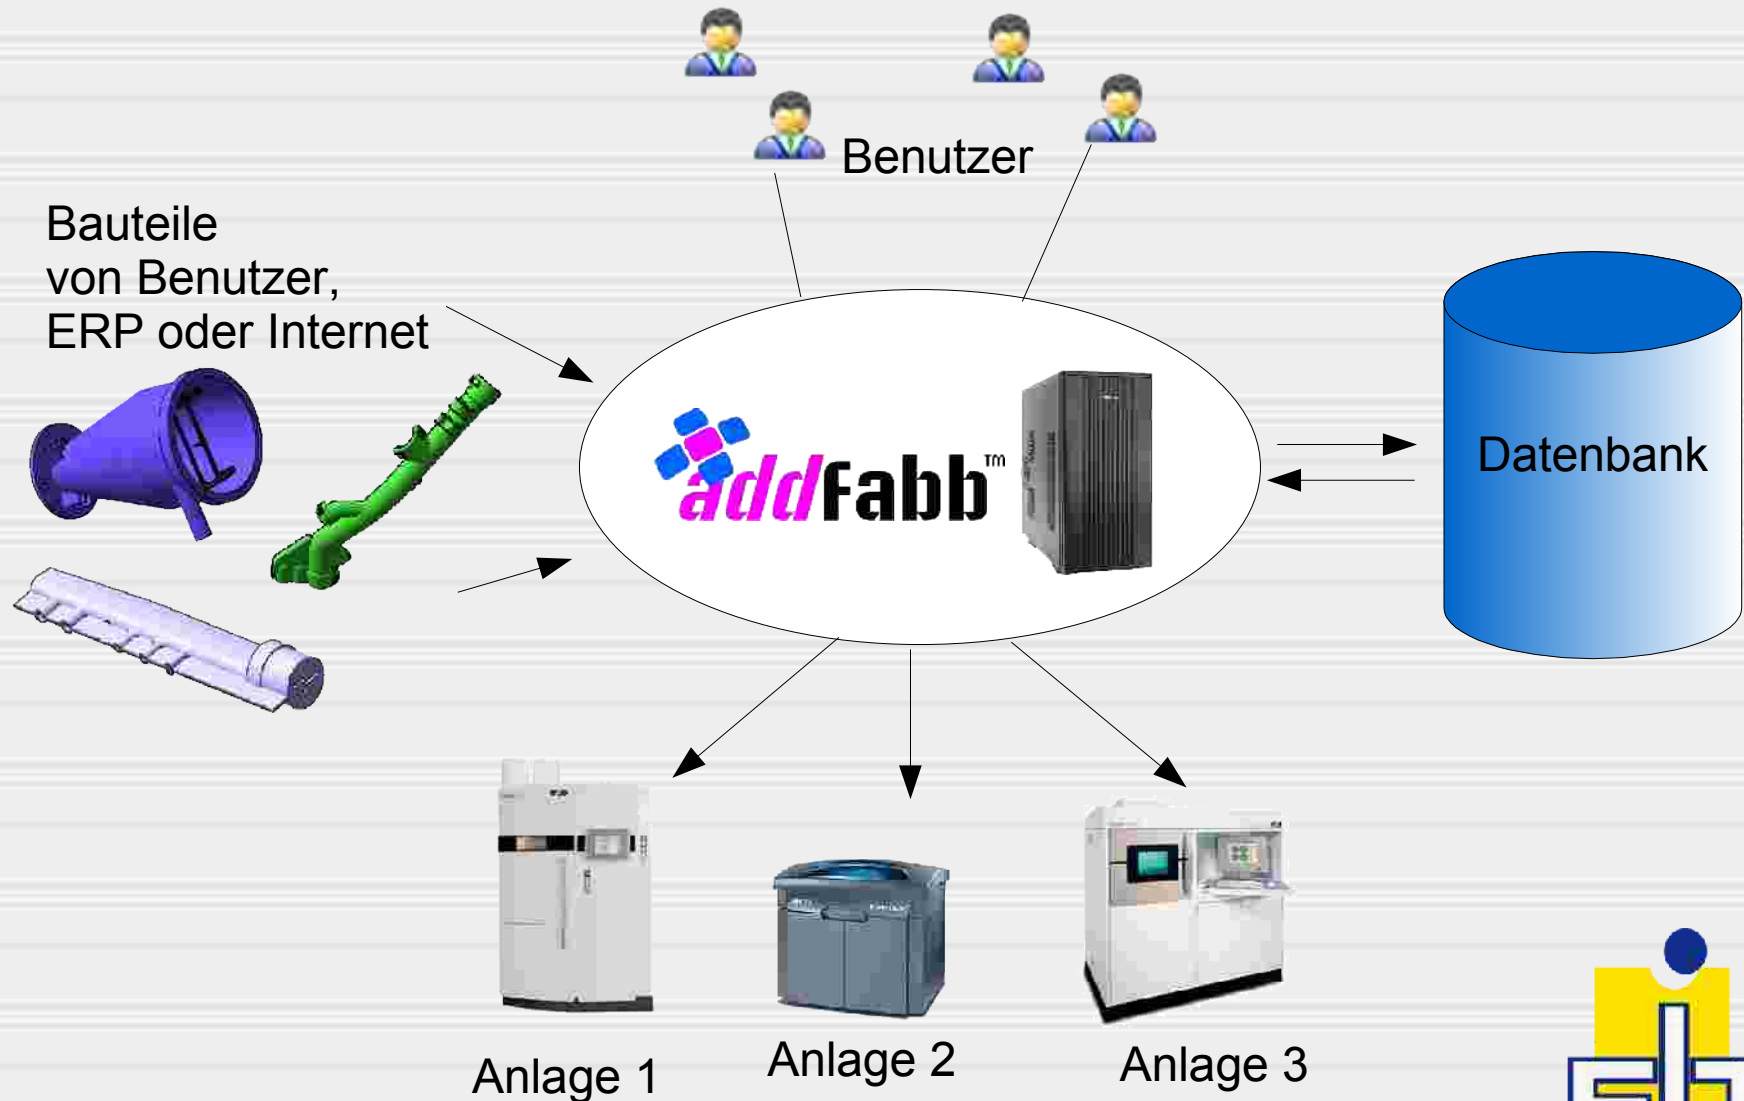 Benutzer
Bauteile
von Benutzer,
ERP oder Internet
addFabb™
Datenbank
Anlage 1
Anlage 2
Anlage 3